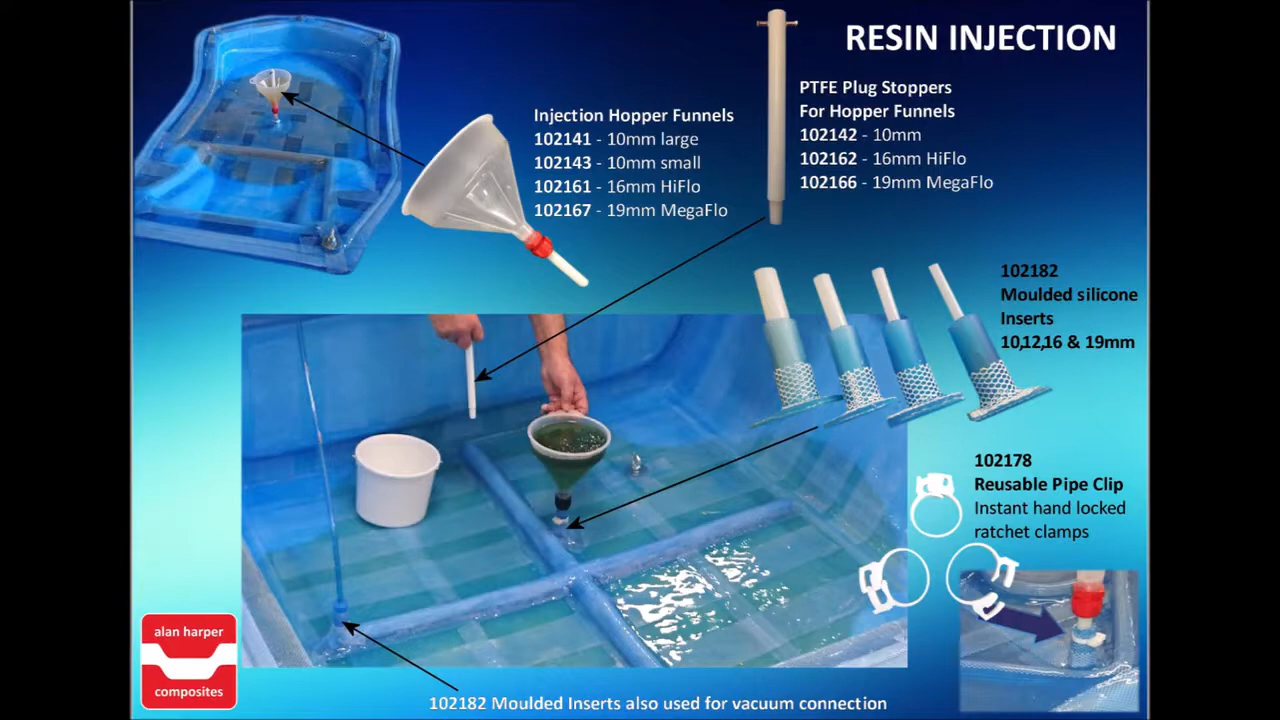 RESIN INJECTION
PTFE Plug Stoppers
For Hopper Funnels
102142 - 10mm
102162 - 16mm HiFlo
102166 - 19mm MegaFlo
Injection Hopper Funnels
102141 - 10mm large
102143 - 10mm small
102161 - 16mm HiFlo
102167 - 19mm MegaFlo
102182
Moulded silicone
Inserts
10,12,16 & 19mm
102178
Reusable Pipe Clip
Instant hand locked
ratchet clamps
alan harper
composites
102182 Moulded Inserts also used for vacuum connection